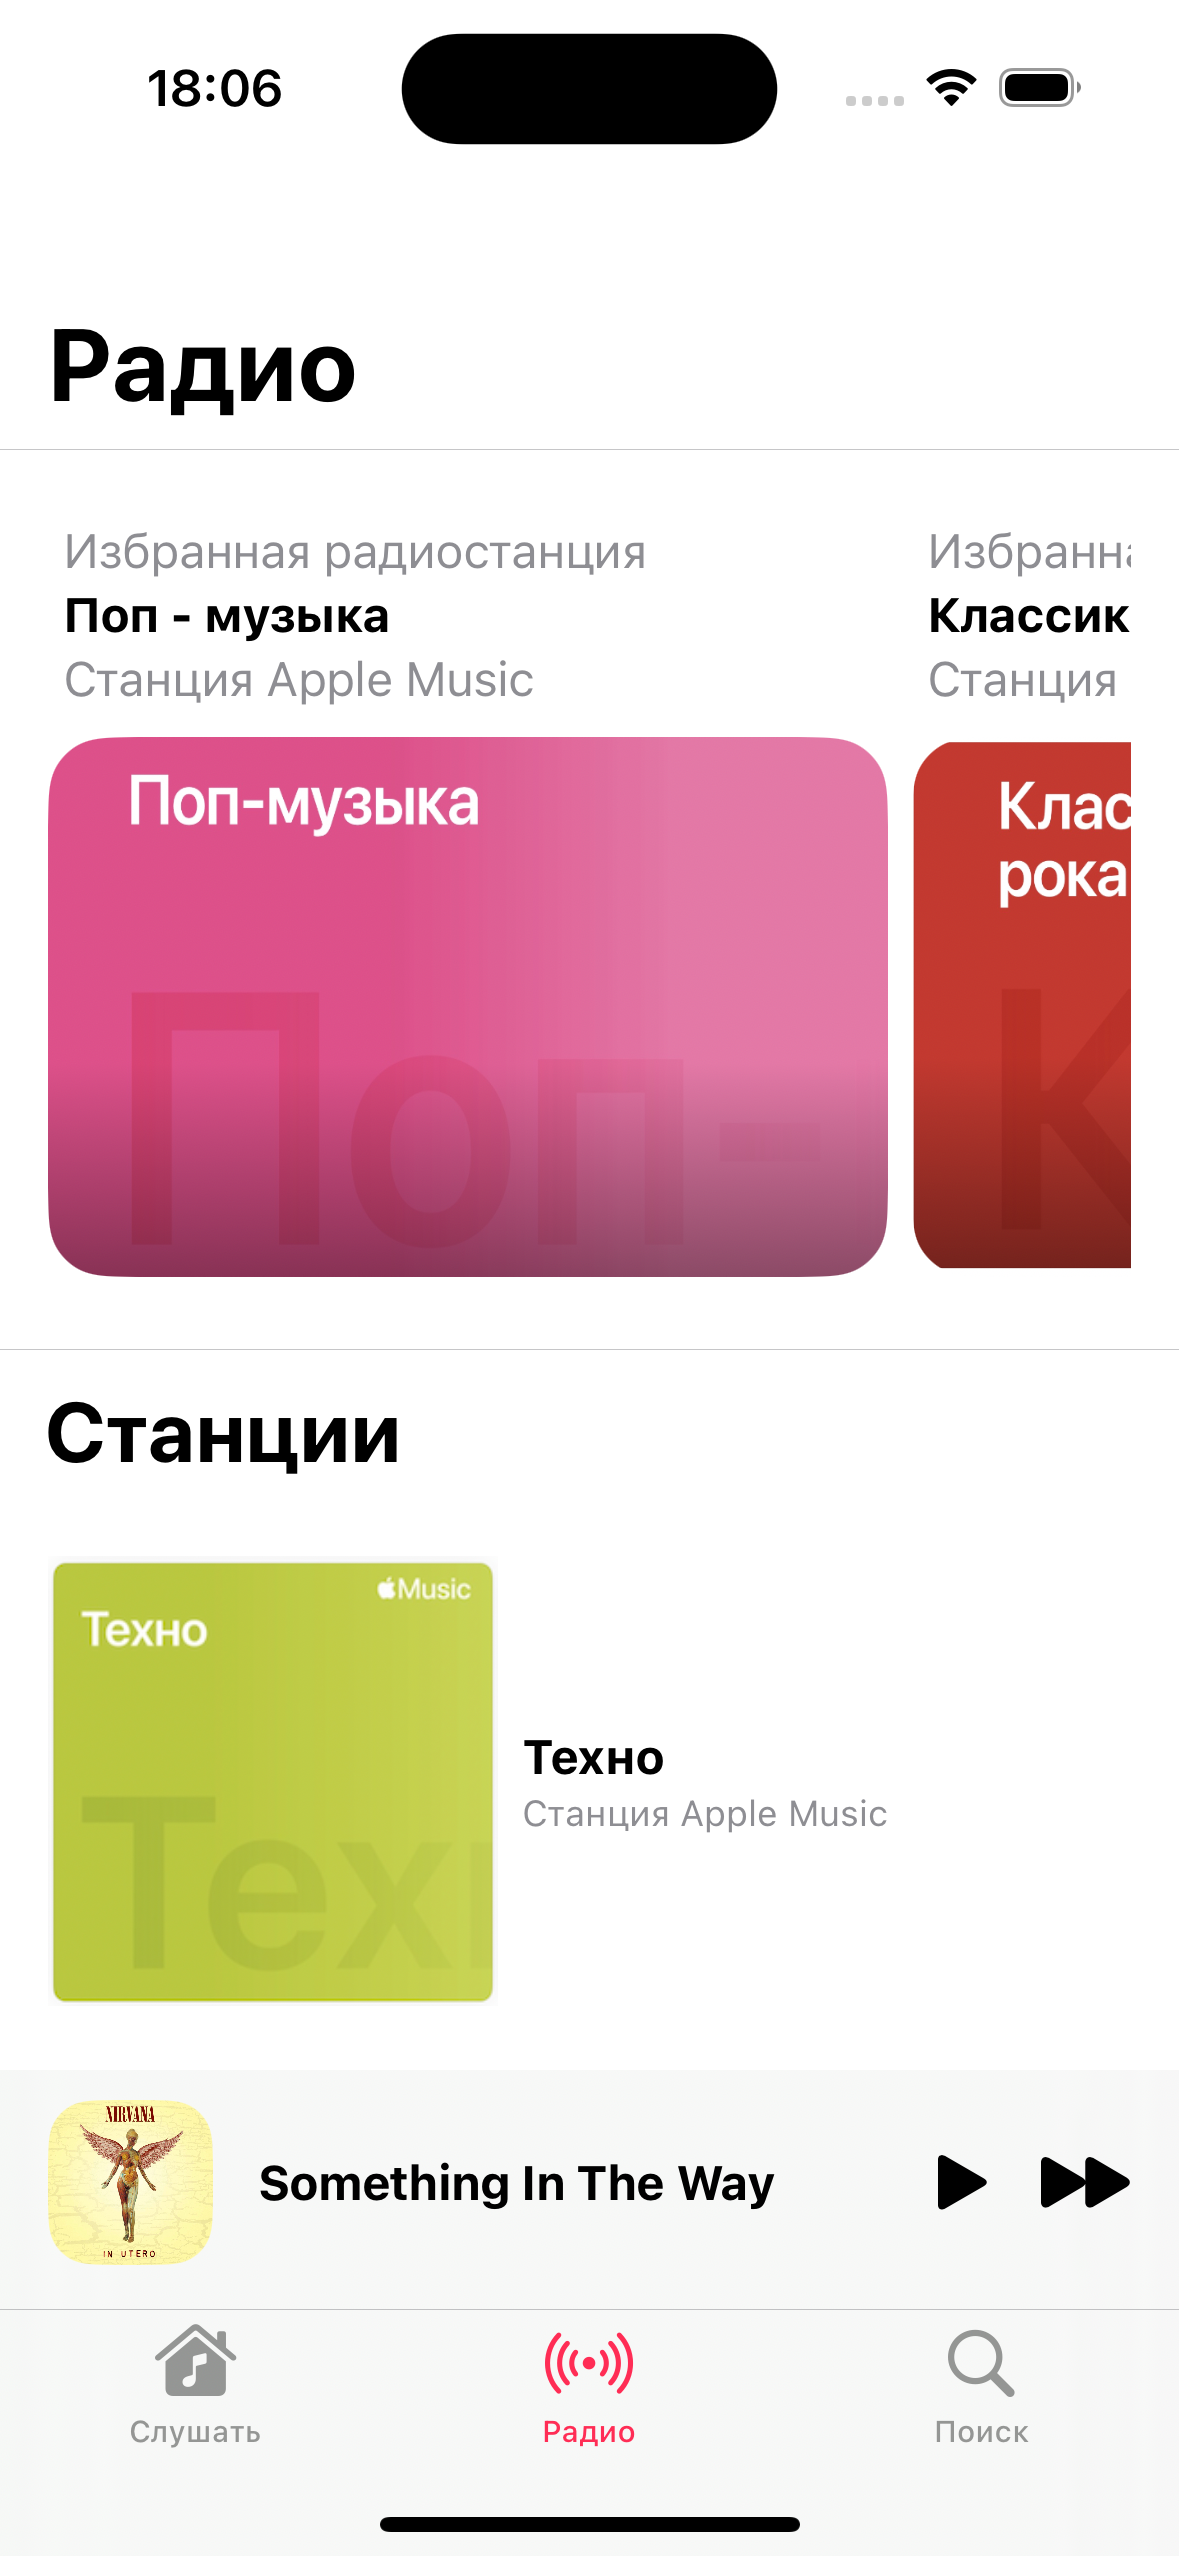 18:06
Радио
Избранная радиостанция
Поп - музыка
Станция Apple Music
Поп-музыка
Поп-
Избранна
Классик
Станция
Клас
рока
К
Станции
Music
Техно
Техн
Техно
Станция Apple Music
NIRVANA
IN UTERO
Something In The Way
Слушать
Радио
Поиск